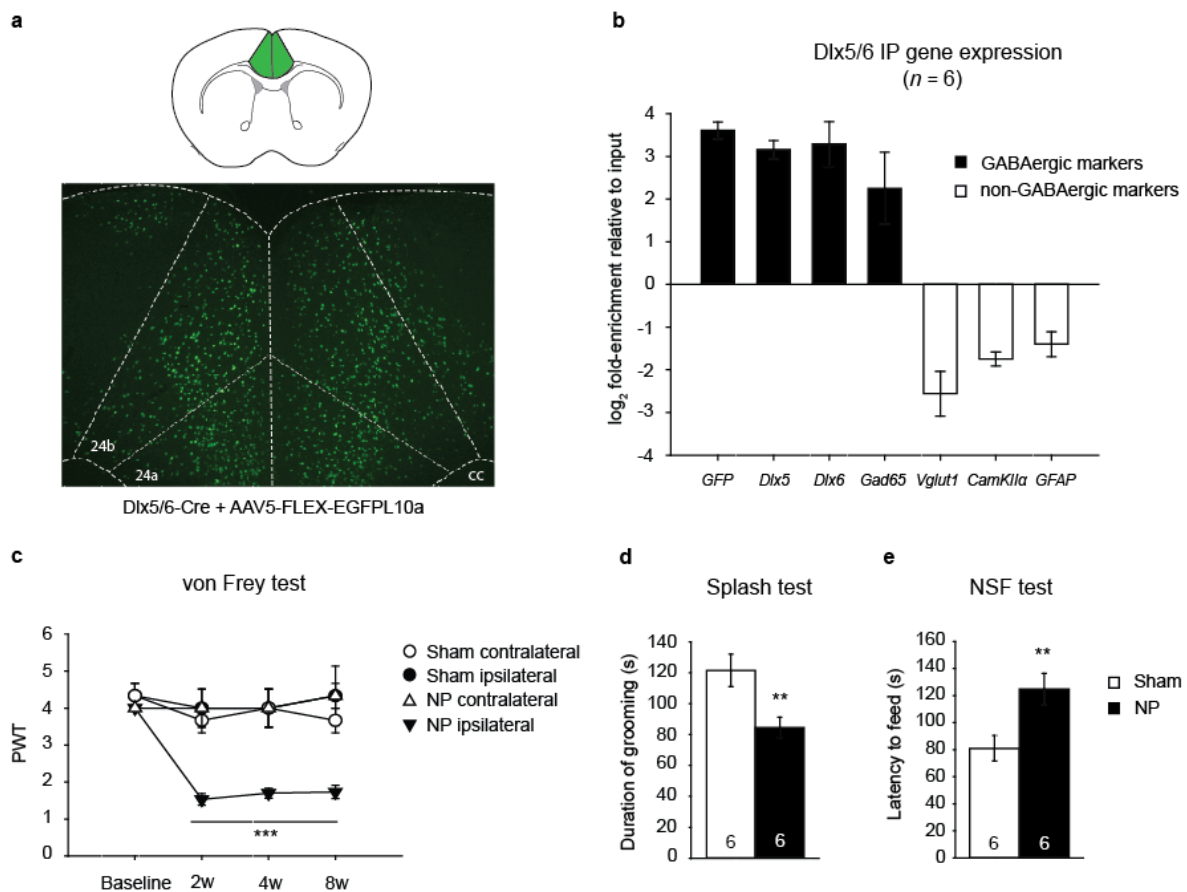 a
24b
24a
cc
Dlx5/6-Cre + AAV5-FLEX-EGFPL10a
b
Dlx5/6 IP gene expression
(n = 6)
log2 fold-enrichment relative to input
4
3
2
1
0
-1
-2
-3
-4
GABAergic markers
non-GABAergic markers
GFP Dlx5 Dlx6 Gad65 Vglut1 CamKIIα GFAP
c
von Frey test
PWT
6
5
4
3
2
1
0
***
Baseline 2w 4w 8w
Sham contralateral
Sham ipsilateral
NP contralateral
NP ipsilateral
d
Splash test
Duration of grooming (s)
140
120
100
80
60
40
20
0
**
6 6
e
NSF test
Latency to feed (s)
160
140
120
100
80
60
40
20
0
**
6 6
Sham
NP